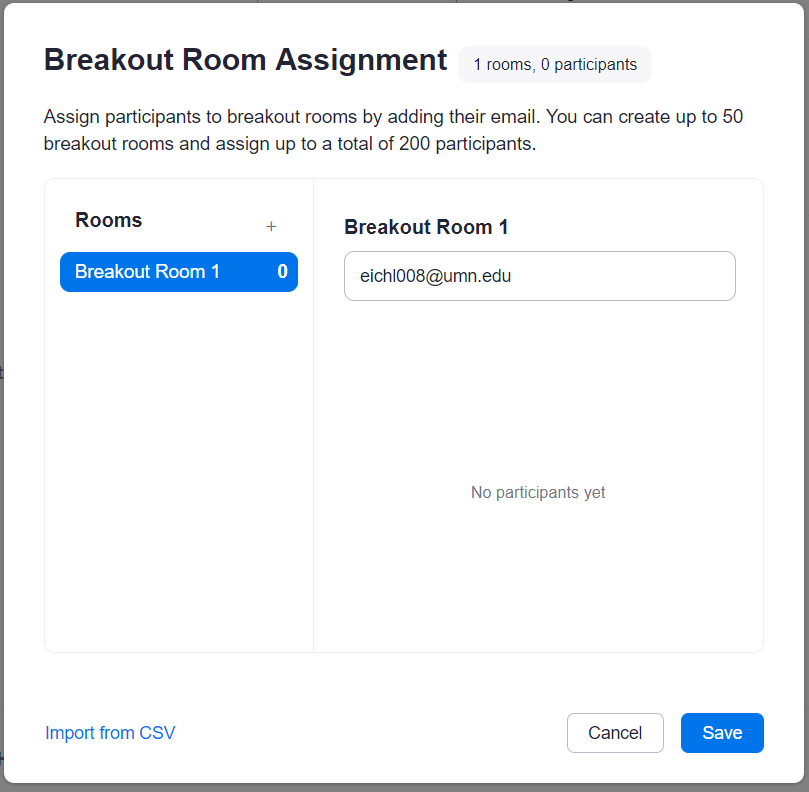 Breakout Room Assignment
1 rooms, 0 participants
Assign participants to breakout rooms by adding their email. You can create up to 50
breakout rooms and assign up to a total of 200 participants.
Rooms +
Breakout Room 1 0
Breakout Room 1
eichl008@umn.edu
No participants yet
Import from CSV
Cancel
Save